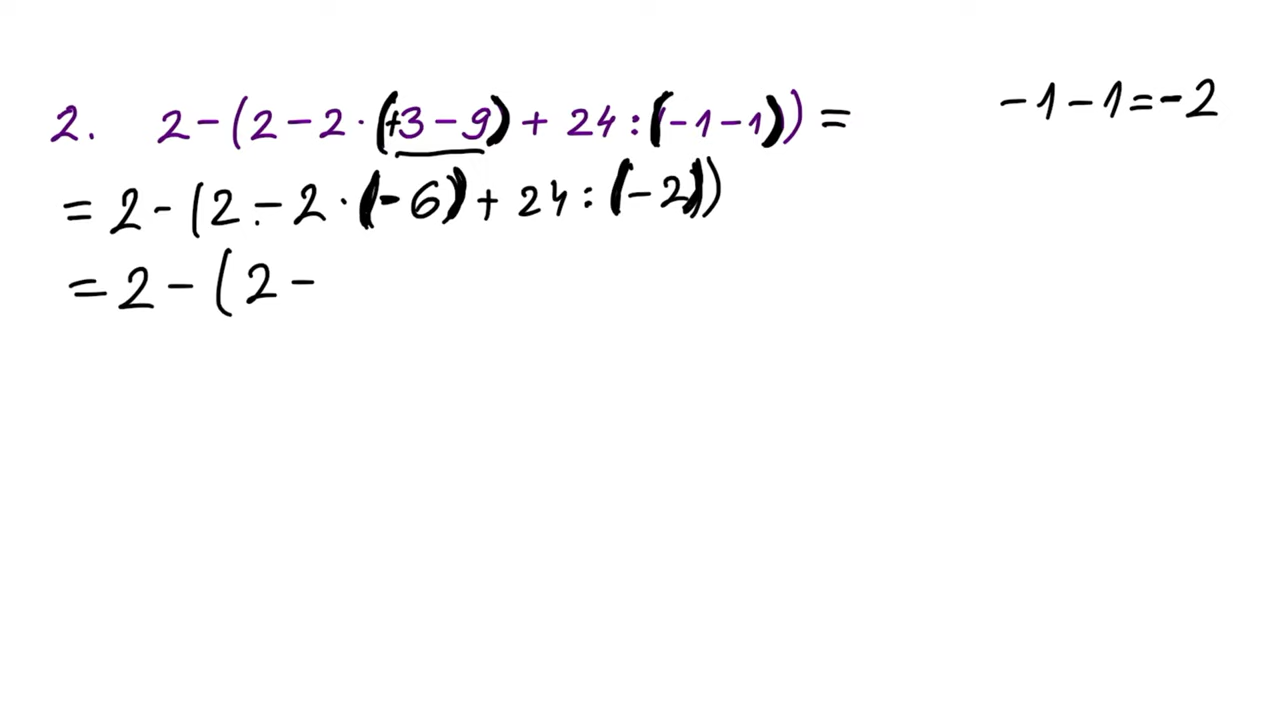 2. 2-(2-2·(+3-9)+24:(-1-1))=
-1-1=-2
=2-(2-2·(-6)+24:(-2))
=2-(2-